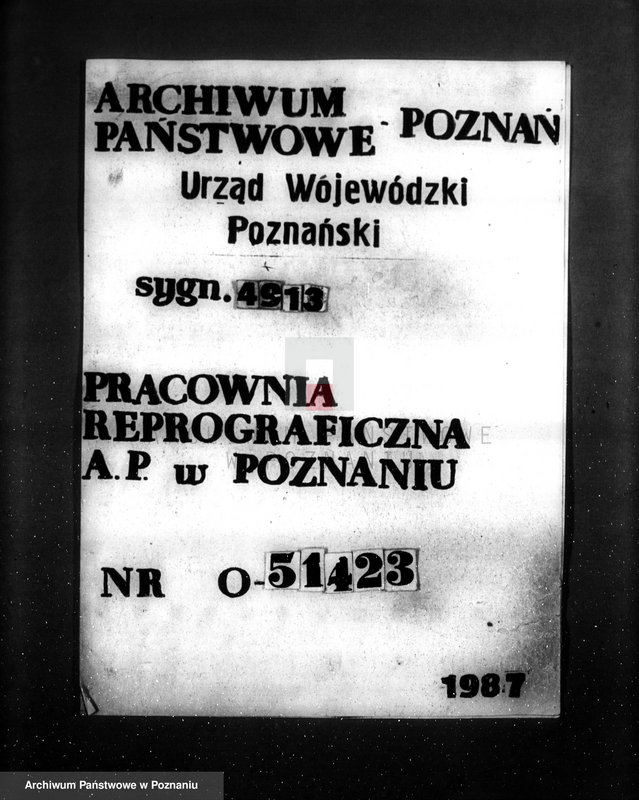 ARCHIWUM
PAŃSTWOWE - POZNAŃ
Urząd Wójewódzki
Poznański
sygn. 4913
PRACOWNIA
REPROGRAFICZNA
A.P. w POZNANIU
NR O-51423
1987
Archiwum Państwowe w Poznaniu